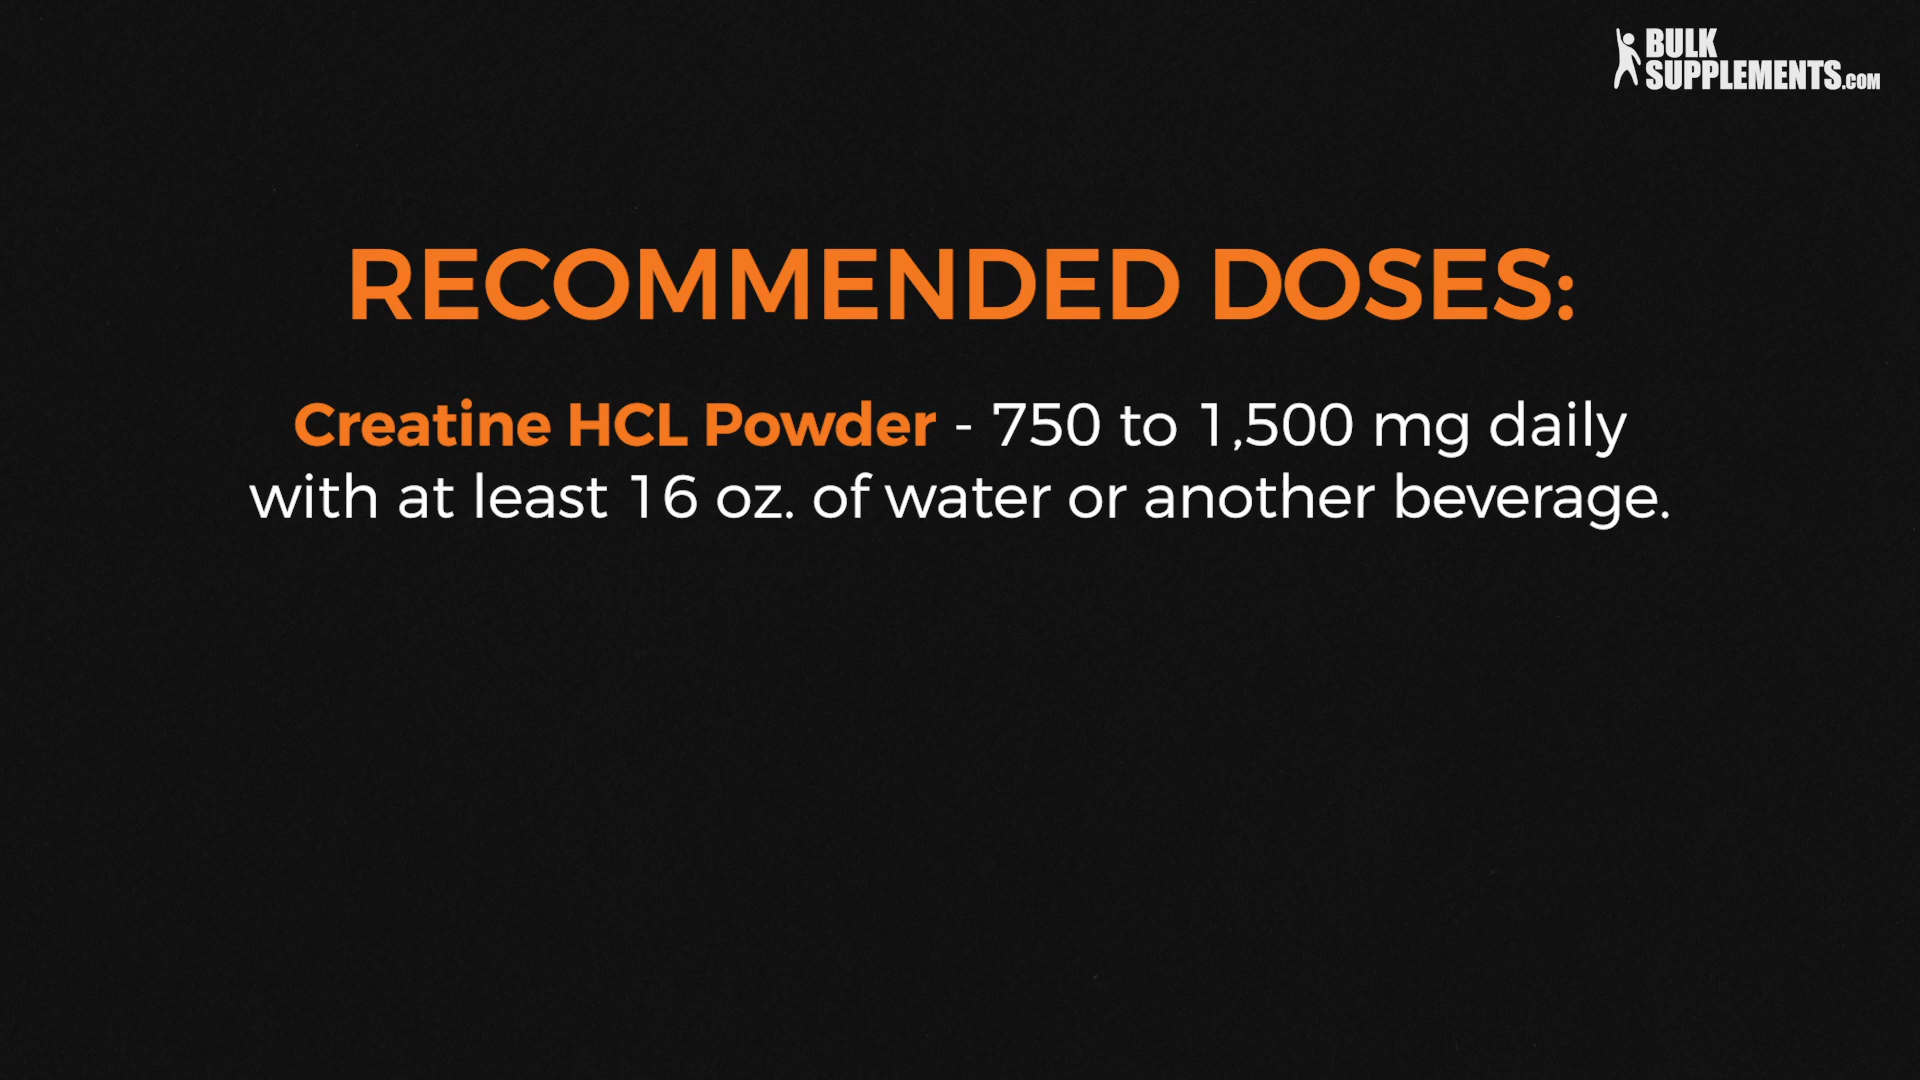 BULK
SUPPLEMENTS.COM
RECOMMENDED DOSES:
Creatine HCL Powder - 750 to 1,500 mg daily
with at least 16 oz. of water or another beverage.